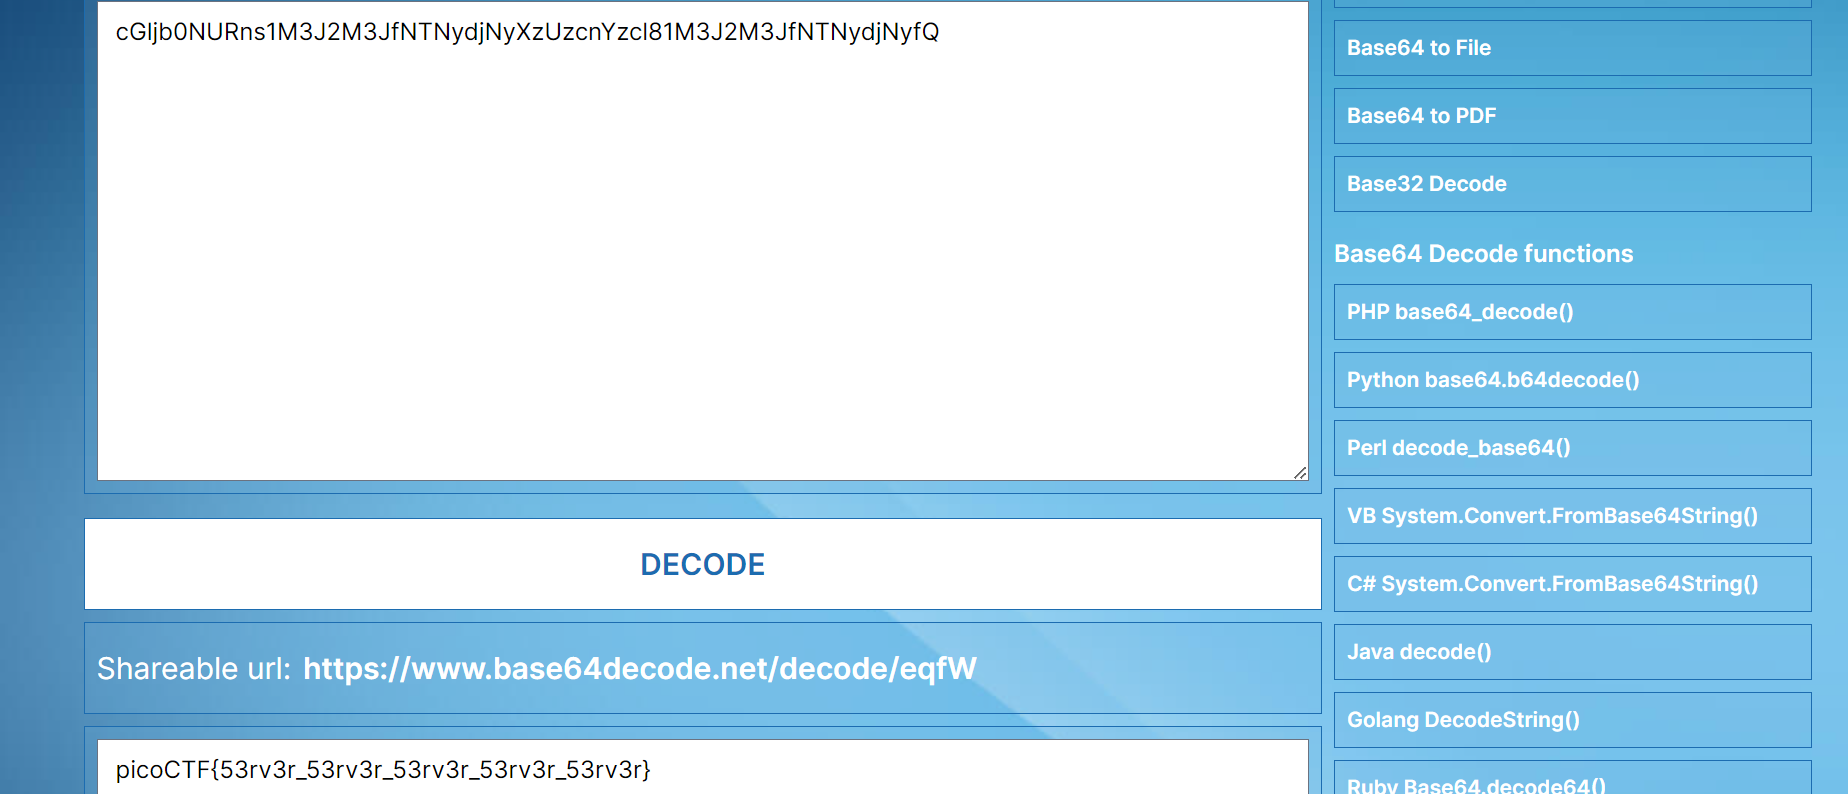 cGljb0NURns1M3J2M3JfNTNydjNyXzUzcnYzcl81M3J2M3JfNTNydjNyfQ
DECODE
Shareable url: https://www.base64decode.net/decode/eqfW
picoCTF{53rv3r_53rv3r_53rv3r_53rv3r_53rv3r}
Base64 to File
Base64 to PDF
Base32 Decode
Base64 Decode functions
PHP base64_decode()
Python base64.b64decode()
Perl decode_base64()
VB System.Convert.FromBase64String()
C# System.Convert.FromBase64String()
Java decode()
Golang DecodeString()
Ruby Base64.decode64()